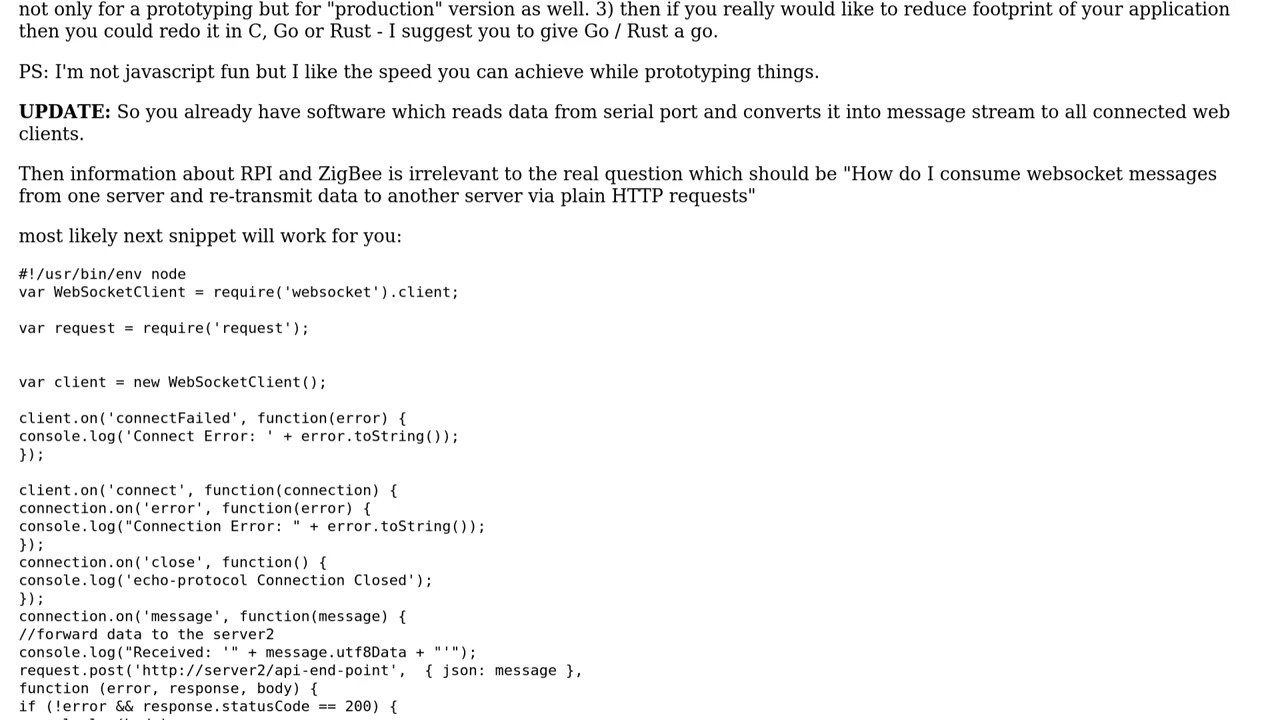 not only for a prototyping but for "production" version as well. 3) then if you really would like to reduce footprint of your application
then you could redo it in C, Go or Rust - I suggest you to give Go / Rust a go.
PS: I'm not javascript fun but I like the speed you can achieve while prototyping things.
UPDATE: So you already have software which reads data from serial port and converts it into message stream to all connected web
clients.
Then information about RPI and ZigBee is irrelevant to the real question which should be "How do I consume websocket messages
from one server and re-transmit data to another server via plain HTTP requests"
most likely next snippet will work for you:
#!/usr/bin/env node
var WebSocketClient = require('websocket').client;
var request = require('request');
var client = new WebSocketClient();
client.on('connectFailed', function(error) {
console.log('Connect Error: ' + error.toString());
});
client.on('connect', function(connection) {
connection.on('error', function(error) {
console.log("Connection Error: " + error.toString());
});
connection.on('close', function() {
console.log('echo-protocol Connection Closed');
});
connection.on('message', function(message) {
//forward data to the server2
console.log("Received: '" + message.utf8Data + "'");
request.post('http://server2/api-end-point',  { json: message },
function (error, response, body) {
if (!error && response.statusCode == 200) {